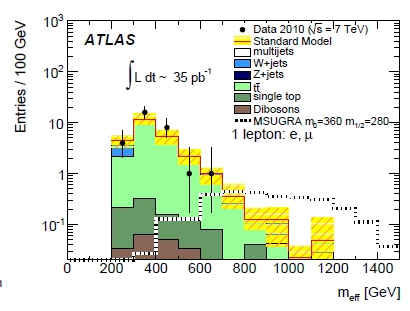 ATLAS
∫ L dt ~ 35 pb⁻¹
Data 2010 (√s = 7 TeV)
Standard Model
multijets
W+jets
Z+jets
tt̄
single top
Dibosons
MSUGRA m₀=360 m₁/₂=280
1 lepton: e, μ
Entries / 100 GeV
10³
10²
10
1
10⁻¹
0 200 400 600 800 1000 1200 1400
m_eff [GeV]